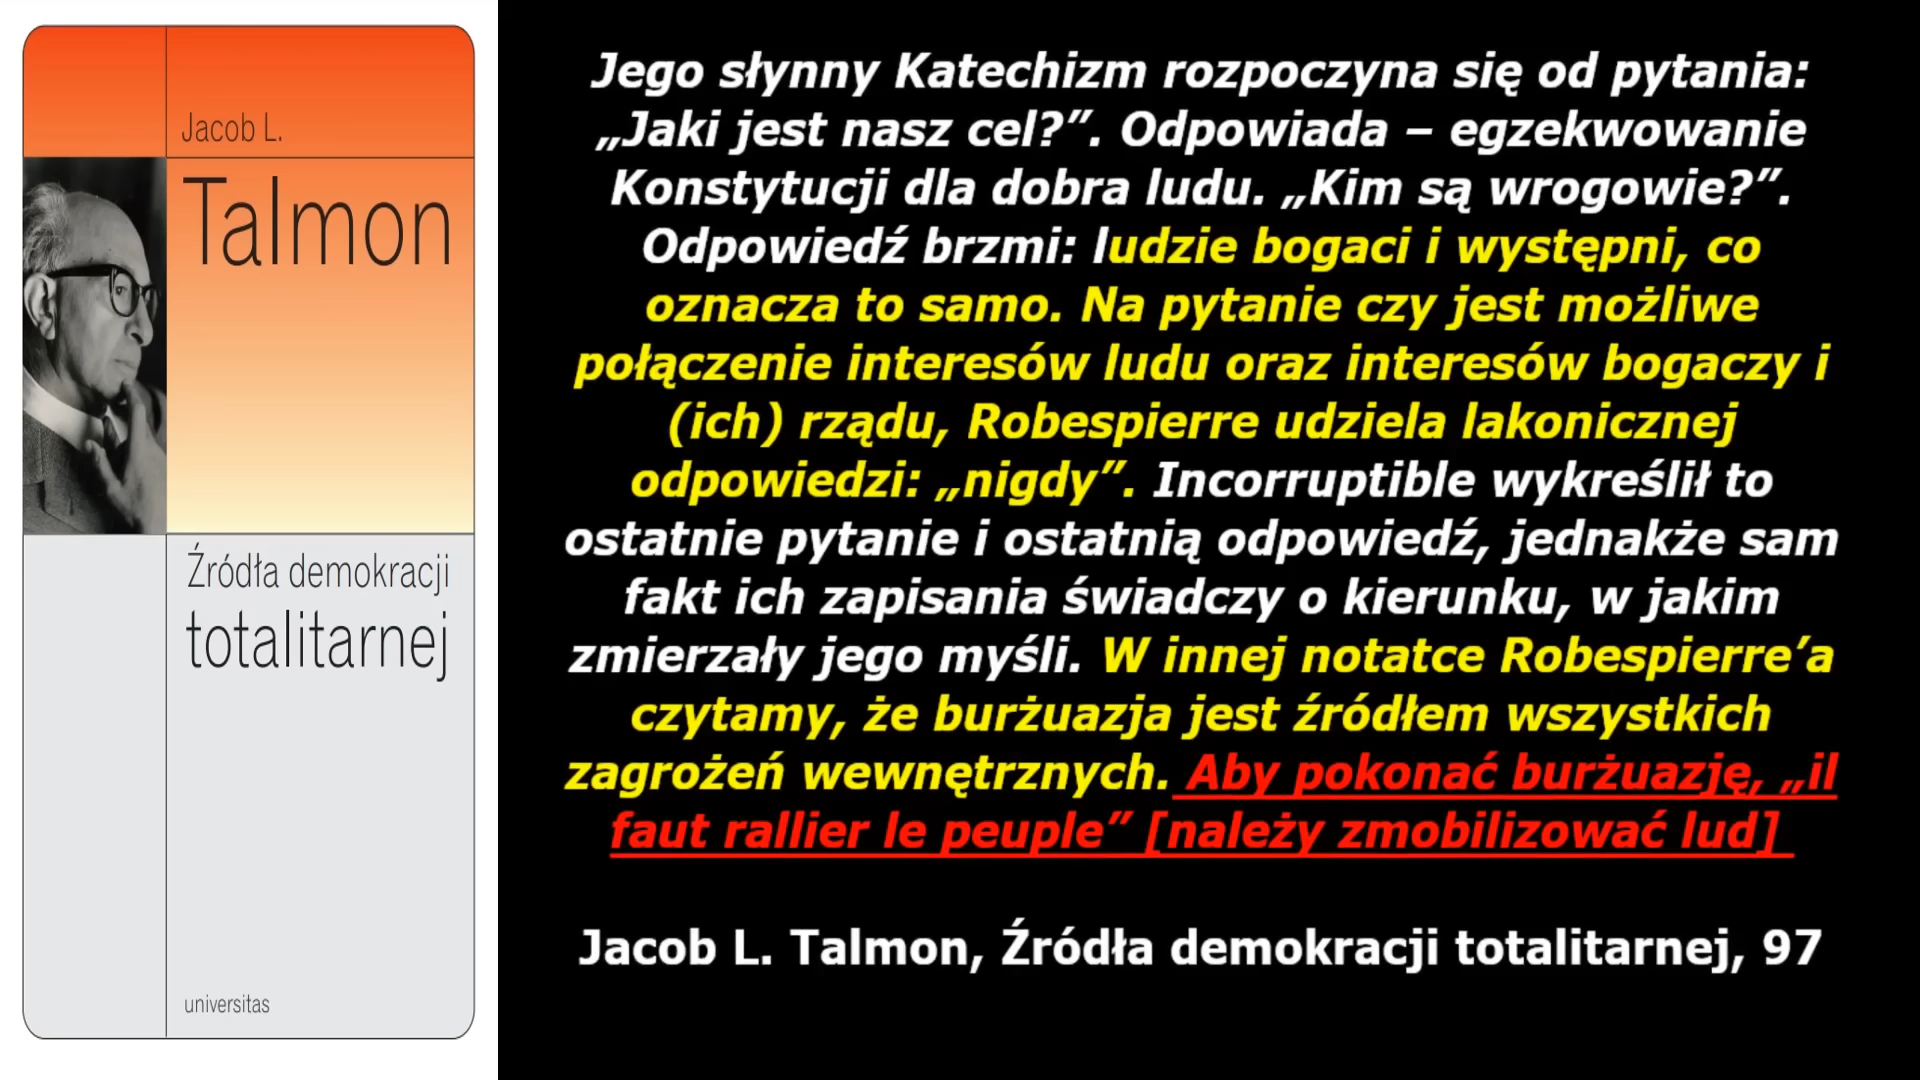 Jacob L.
Talmon
Źródła demokracji
totalitarnej
universitas
Jego słynny Katechizm rozpoczyna się od pytania:
„Jaki jest nasz cel?”. Odpowiada – egzekwowanie
Konstytucji dla dobra ludu. „Kim są wrogowie?”.
Odpowiedź brzmi: ludzie bogaci i występni, co
oznacza to samo. Na pytanie czy jest możliwe
połączenie interesów ludu oraz interesów bogaczy i
(ich) rządu, Robespierre udziela lakonicznej
odpowiedzi: „nigdy”. Incorruptible wykreślił to
ostatnie pytanie i ostatnią odpowiedź, jednakże sam
fakt ich zapisania świadczy o kierunku, w jakim
zmierzały jego myśli. W innej notatce Robespierre’a
czytamy, że burżuazja jest źródłem wszystkich
zagrożeń wewnętrznych. Aby pokonać burżuazję, „il
faut rallier le peuple” [należy zmobilizować lud]
Jacob L. Talmon, Źródła demokracji totalitarnej, 97